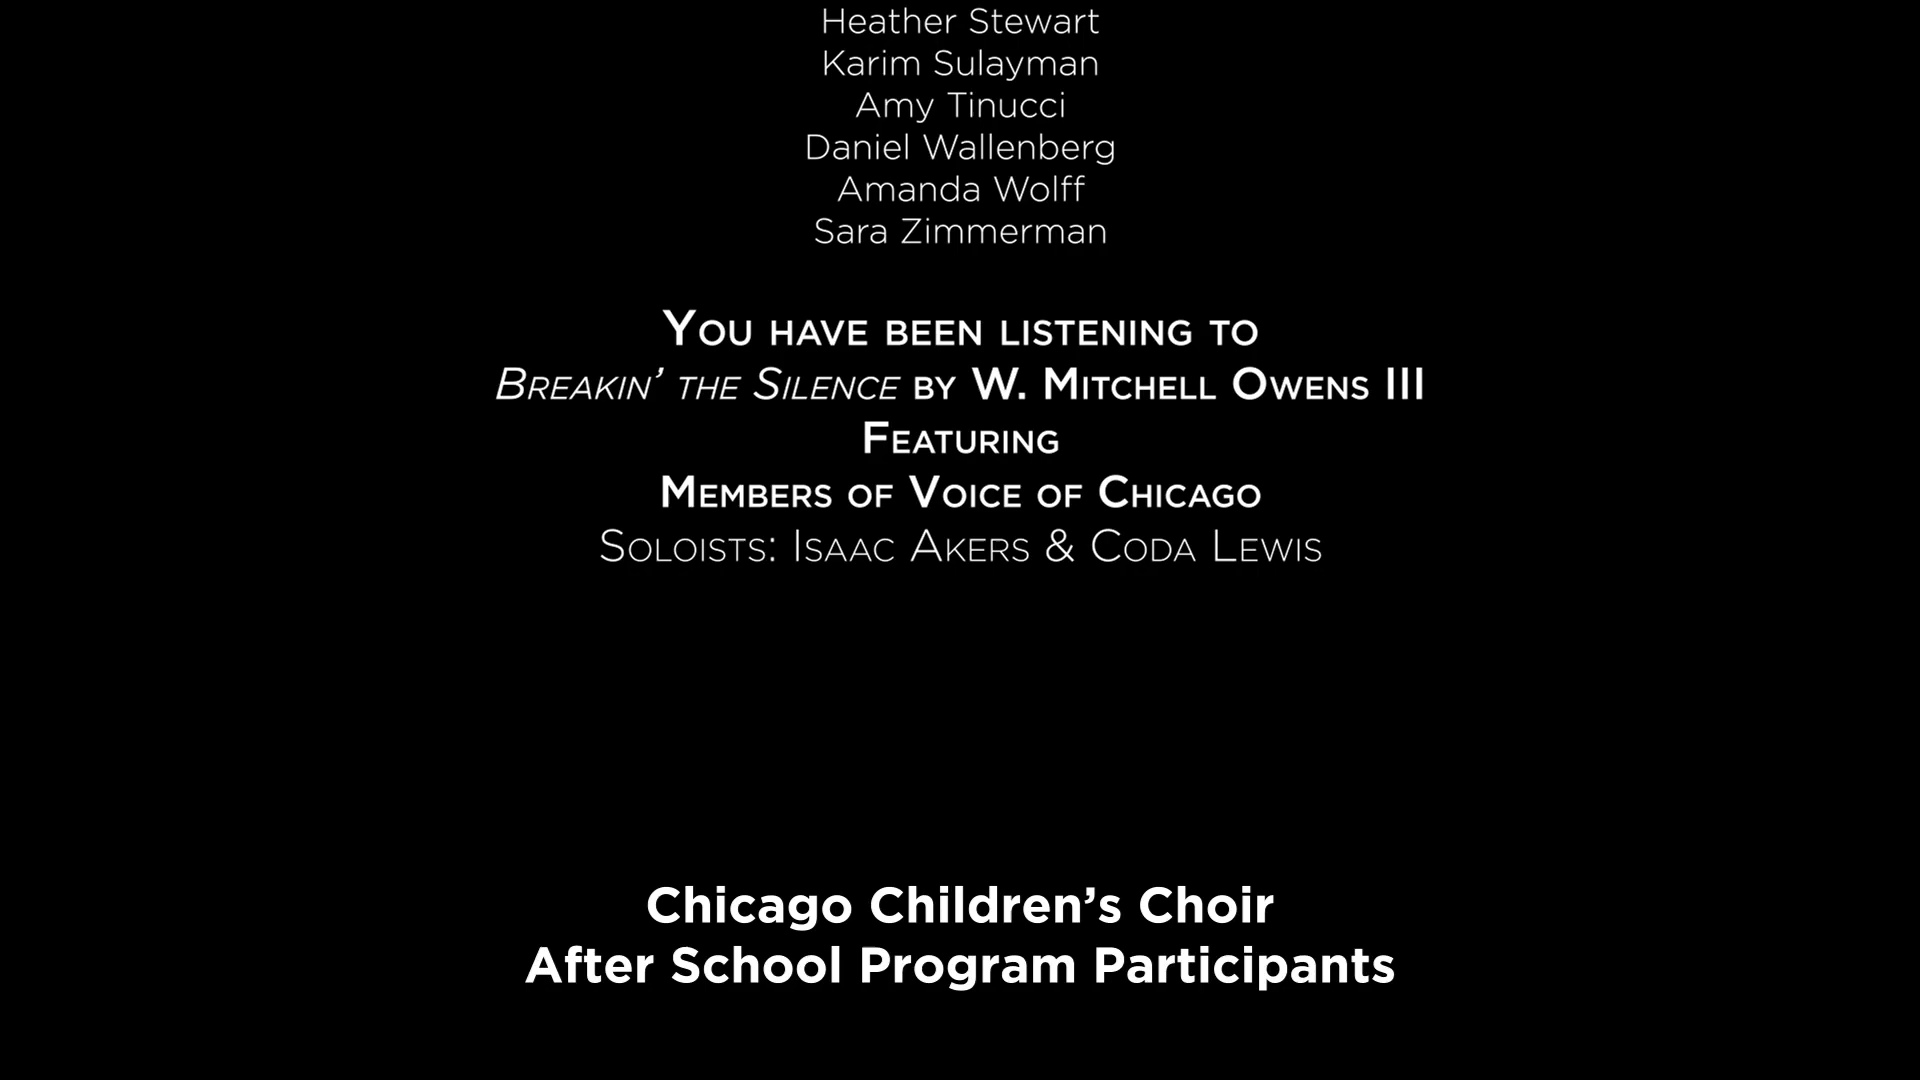 Heather Stewart
Karim Sulayman
Amy Tinucci
Daniel Wallenberg
Amanda Wolff
Sara Zimmerman
You have been listening to
Breakin’ the Silence by W. Mitchell Owens III
Featuring
Members of Voice of Chicago
Soloists: Isaac Akers & Coda Lewis
Chicago Children’s Choir
After School Program Participants